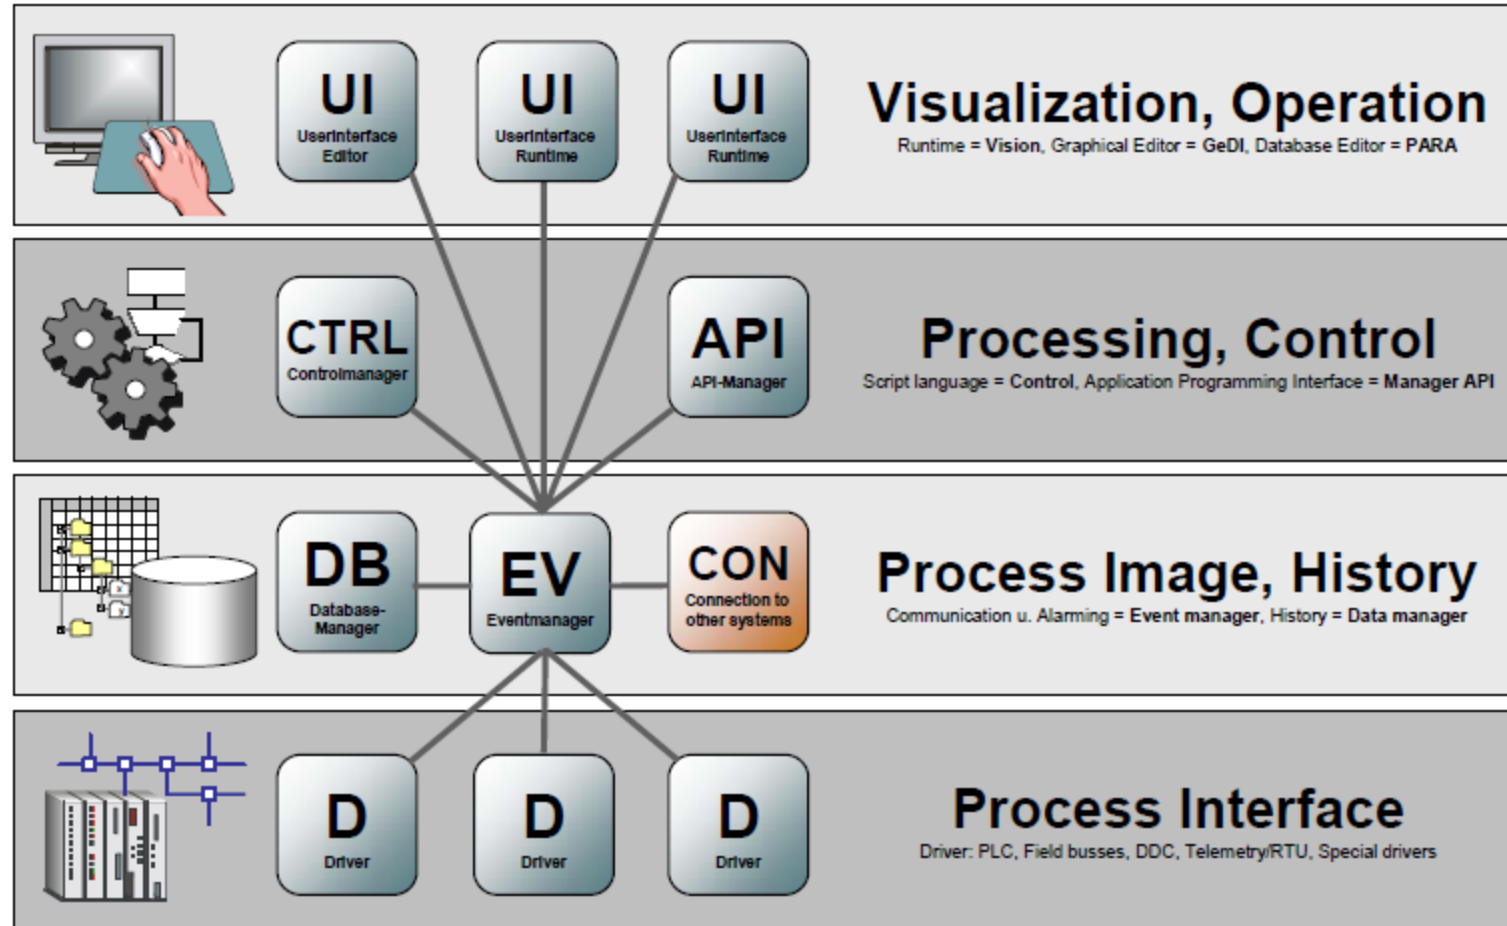 UI
UserInterface
Editor
UI
UserInterface
Runtime
UI
UserInterface
Runtime
Visualization, Operation
Runtime = Vision, Graphical Editor = GeDI, Database Editor = PARA
CTRL
Controlmanager
API
API-Manager
Processing, Control
Script language = Control, Application Programming Interface = Manager API
x
y
DB
Database-
Manager
EV
Eventmanager
CON
Connection to
other systems
Process Image, History
Communication u. Alarming = Event manager, History = Data manager
D
Driver
D
Driver
D
Driver
Process Interface
Driver: PLC, Field busses, DDC, Telemetry/RTU, Special drivers